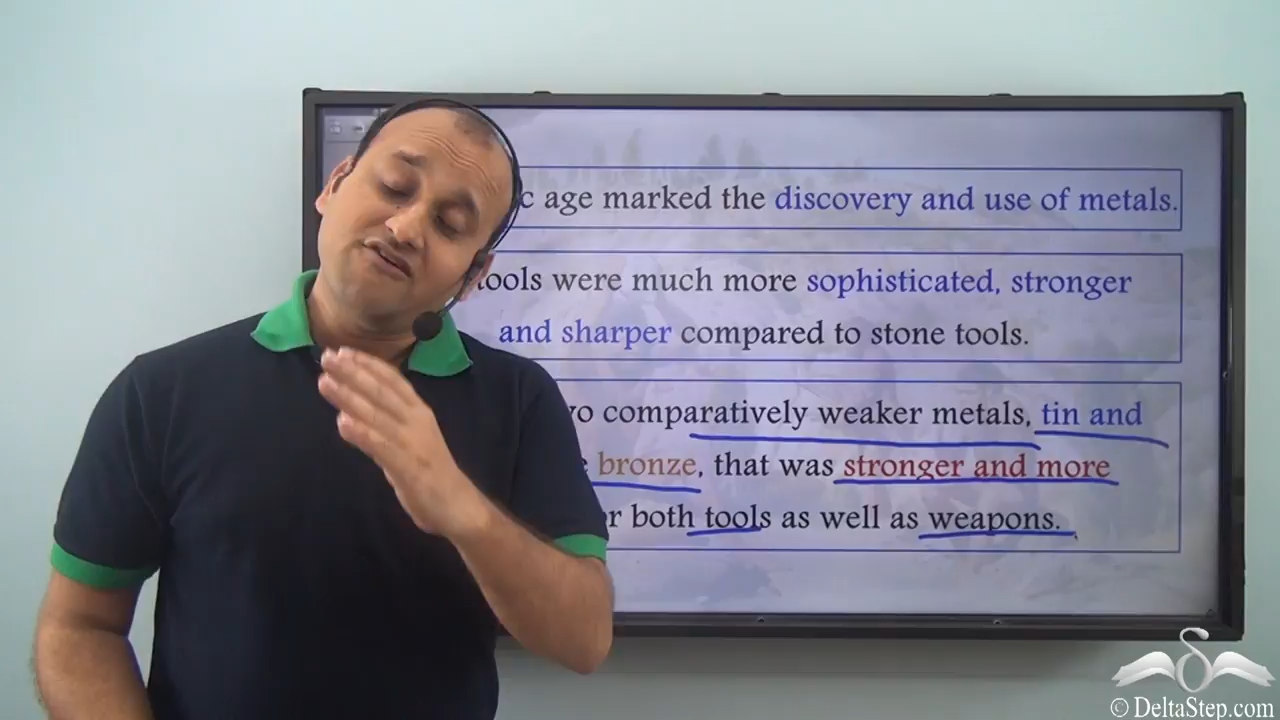 c age marked the discovery and use of metals.
tools were much more sophisticated, stronger
and sharper compared to stone tools.
comparatively weaker metals, tin and
bronze, that was stronger and more
both tools as well as weapons.
© DeltaStep.com